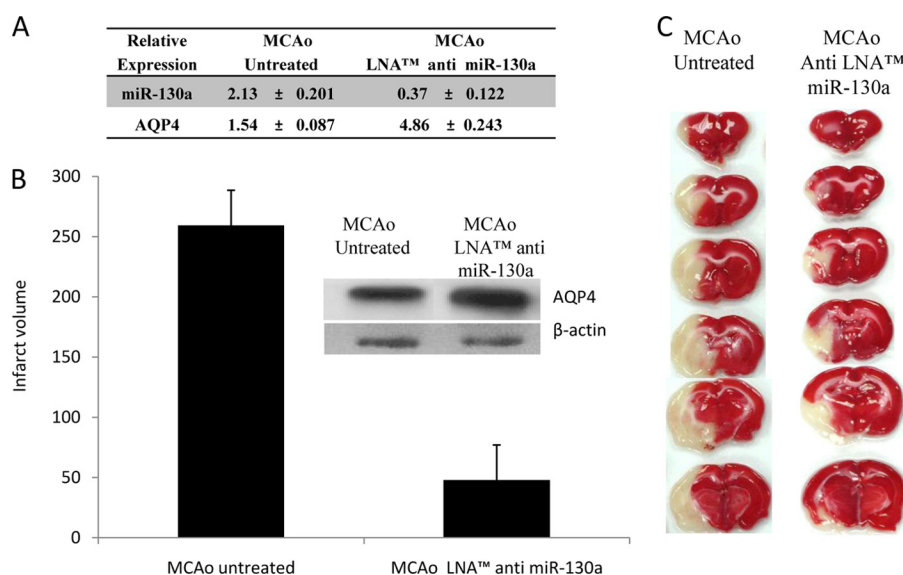 A
Relative Expression MCAo Untreated MCAo LNA™ anti miR-130a
miR-130a 2.13 ± 0.201 0.37 ± 0.122
AQP4 1.54 ± 0.087 4.86 ± 0.243
B
Infarct volume
300
250
200
150
100
50
0
MCAo untreated
MCAo LNA™ anti miR-130a
MCAo
Untreated
MCAo
LNA™ anti
miR-130a
AQP4
β-actin
C
MCAo
Untreated
MCAo
Anti LNA™
miR-130a